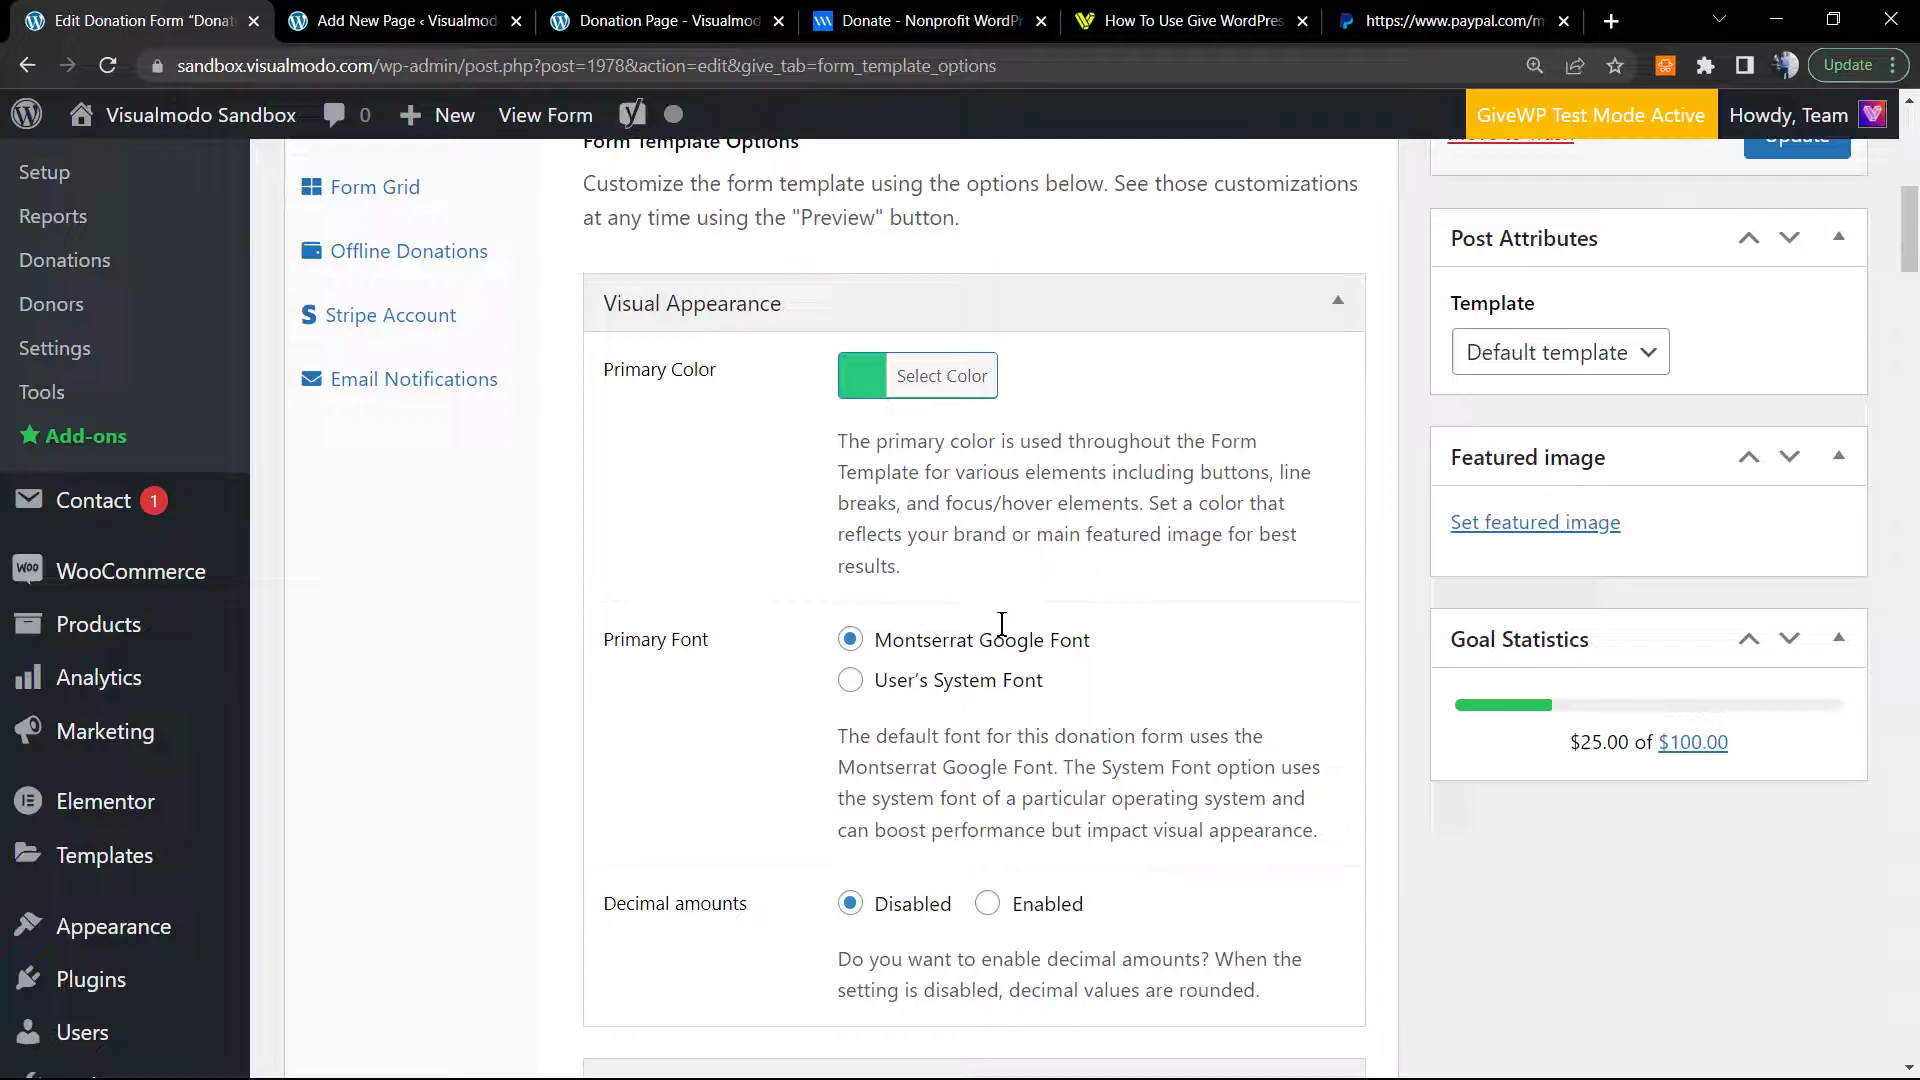 Edit Donation Form “Donat
Add New Page ‹ Visualmod
Donation Page - Visualmod
Donate - Nonprofit WordPr
How To Use Give WordPres
https://www.paypal.com/m
sandbox.visualmodo.com/wp-admin/post.php?post=1978&action=edit&give_tab=form_template_options
Update
Visualmodo Sandbox
0
New
View Form
GiveWP Test Mode Active
Howdy, Team
Setup
Reports
Donations
Donors
Settings
Tools
Add-ons
Contact 1
WooCommerce
Products
Analytics
Marketing
Elementor
Templates
Appearance
Plugins
Users
Form Grid
Offline Donations
Stripe Account
Email Notifications
Form Template Options
Customize the form template using the options below. See those customizations
at any time using the "Preview" button.
Visual Appearance
Primary Color
Select Color
The primary color is used throughout the Form
Template for various elements including buttons, line
breaks, and focus/hover elements. Set a color that
reflects your brand or main featured image for best
results.
Primary Font
Montserrat Google Font
User’s System Font
The default font for this donation form uses the
Montserrat Google Font. The System Font option uses
the system font of a particular operating system and
can boost performance but impact visual appearance.
Decimal amounts
Disabled
Enabled
Do you want to enable decimal amounts? When the
setting is disabled, decimal values are rounded.
Move to Trash
Update
Post Attributes
Template
Default template
Featured image
Set featured image
Goal Statistics
$25.00 of $100.00